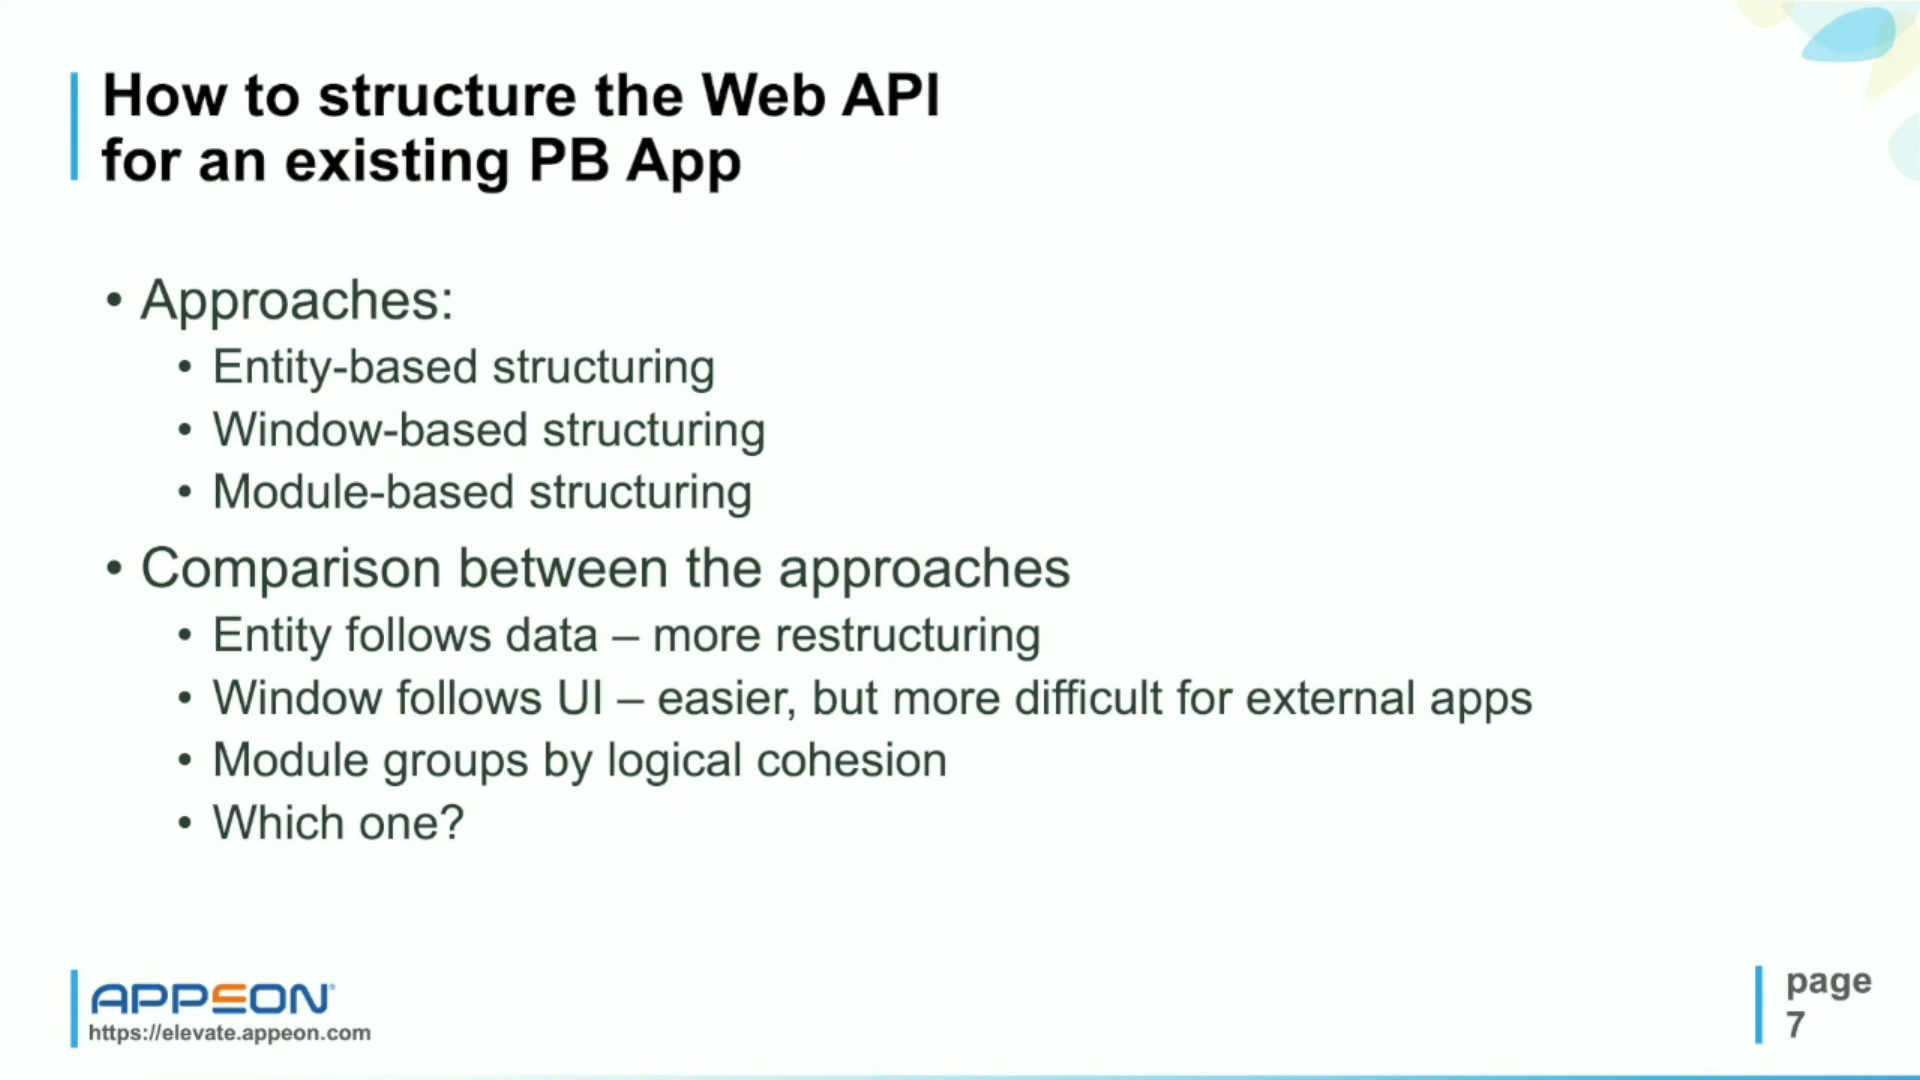 How to structure the Web API
for an existing PB App
• Approaches:
• Entity-based structuring
• Window-based structuring
• Module-based structuring
• Comparison between the approaches
• Entity follows data – more restructuring
• Window follows UI – easier, but more difficult for external apps
• Module groups by logical cohesion
• Which one?
APPEON®
https://elevate.appeon.com
page
7